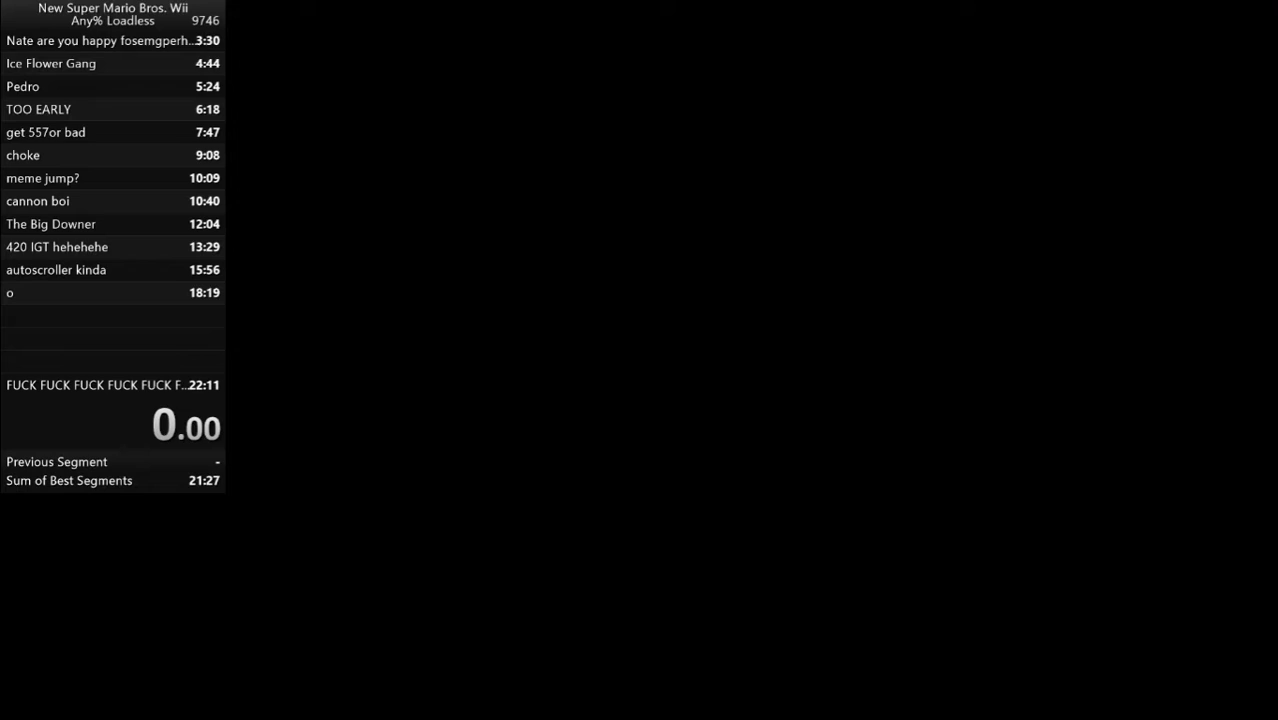 New Super Mario Bros. Wii
Any% Loadless 9746
Nate are you happy fosemgperh... 3:30
Ice Flower Gang 4:44
Pedro 5:24
TOO EARLY 6:18
get 557or bad 7:47
choke 9:08
meme jump? 10:09
cannon boi 10:40
The Big Downer 12:04
420 IGT hehehehe 13:29
autoscroller kinda 15:56
o 18:19
FUCK FUCK FUCK FUCK FUCK F... 22:11
0.00
Previous Segment -
Sum of Best Segments 21:27